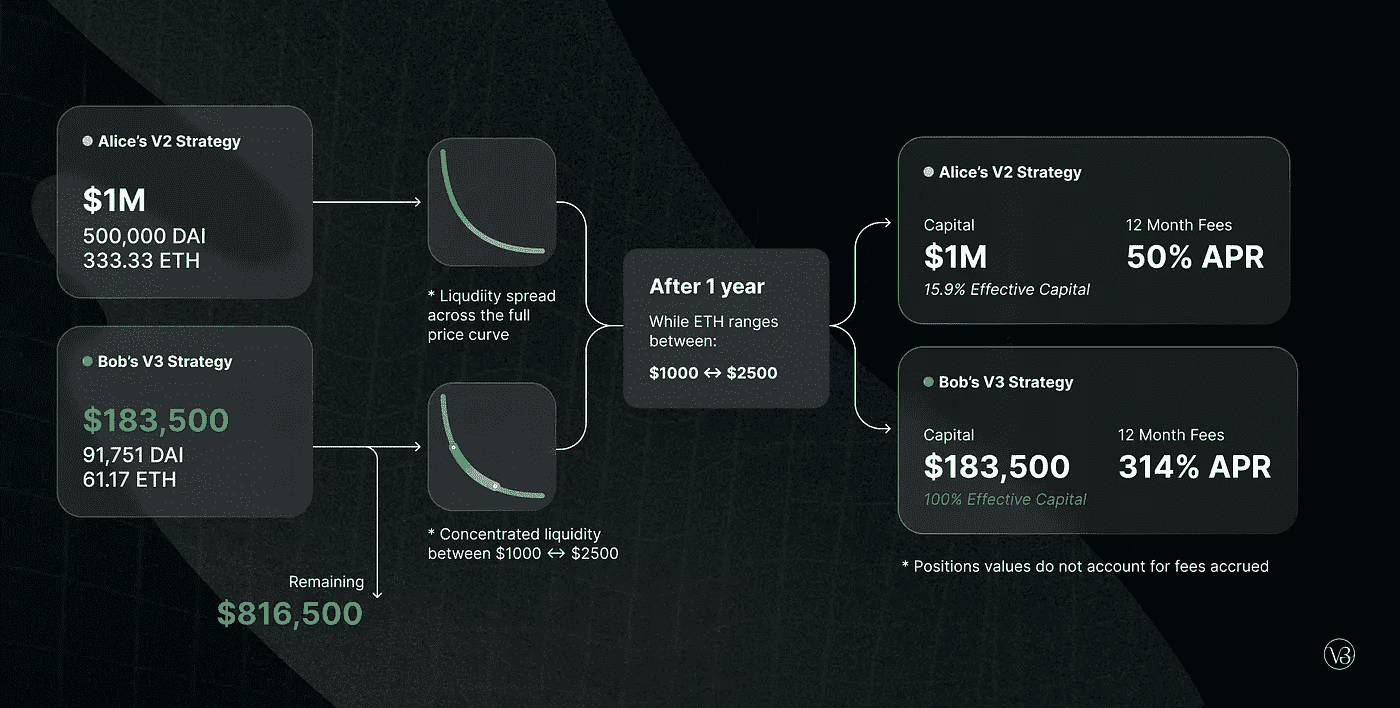 Alice's V2 Strategy
$1M
500,000 DAI
333.33 ETH
Bob's V3 Strategy
$183,500
91,751 DAI
61.17 ETH
Remaining
$816,500
* Liqudiity spread
across the full
price curve
* Concentrated liquidity
between $1000 ↔ $2500
After 1 year
While ETH ranges
between:
$1000 ↔ $2500
Alice's V2 Strategy
Capital
$1M
15.9% Effective Capital
12 Month Fees
50% APR
Bob's V3 Strategy
Capital
$183,500
100% Effective Capital
12 Month Fees
314% APR
* Positions values do not account for fees accrued
V3